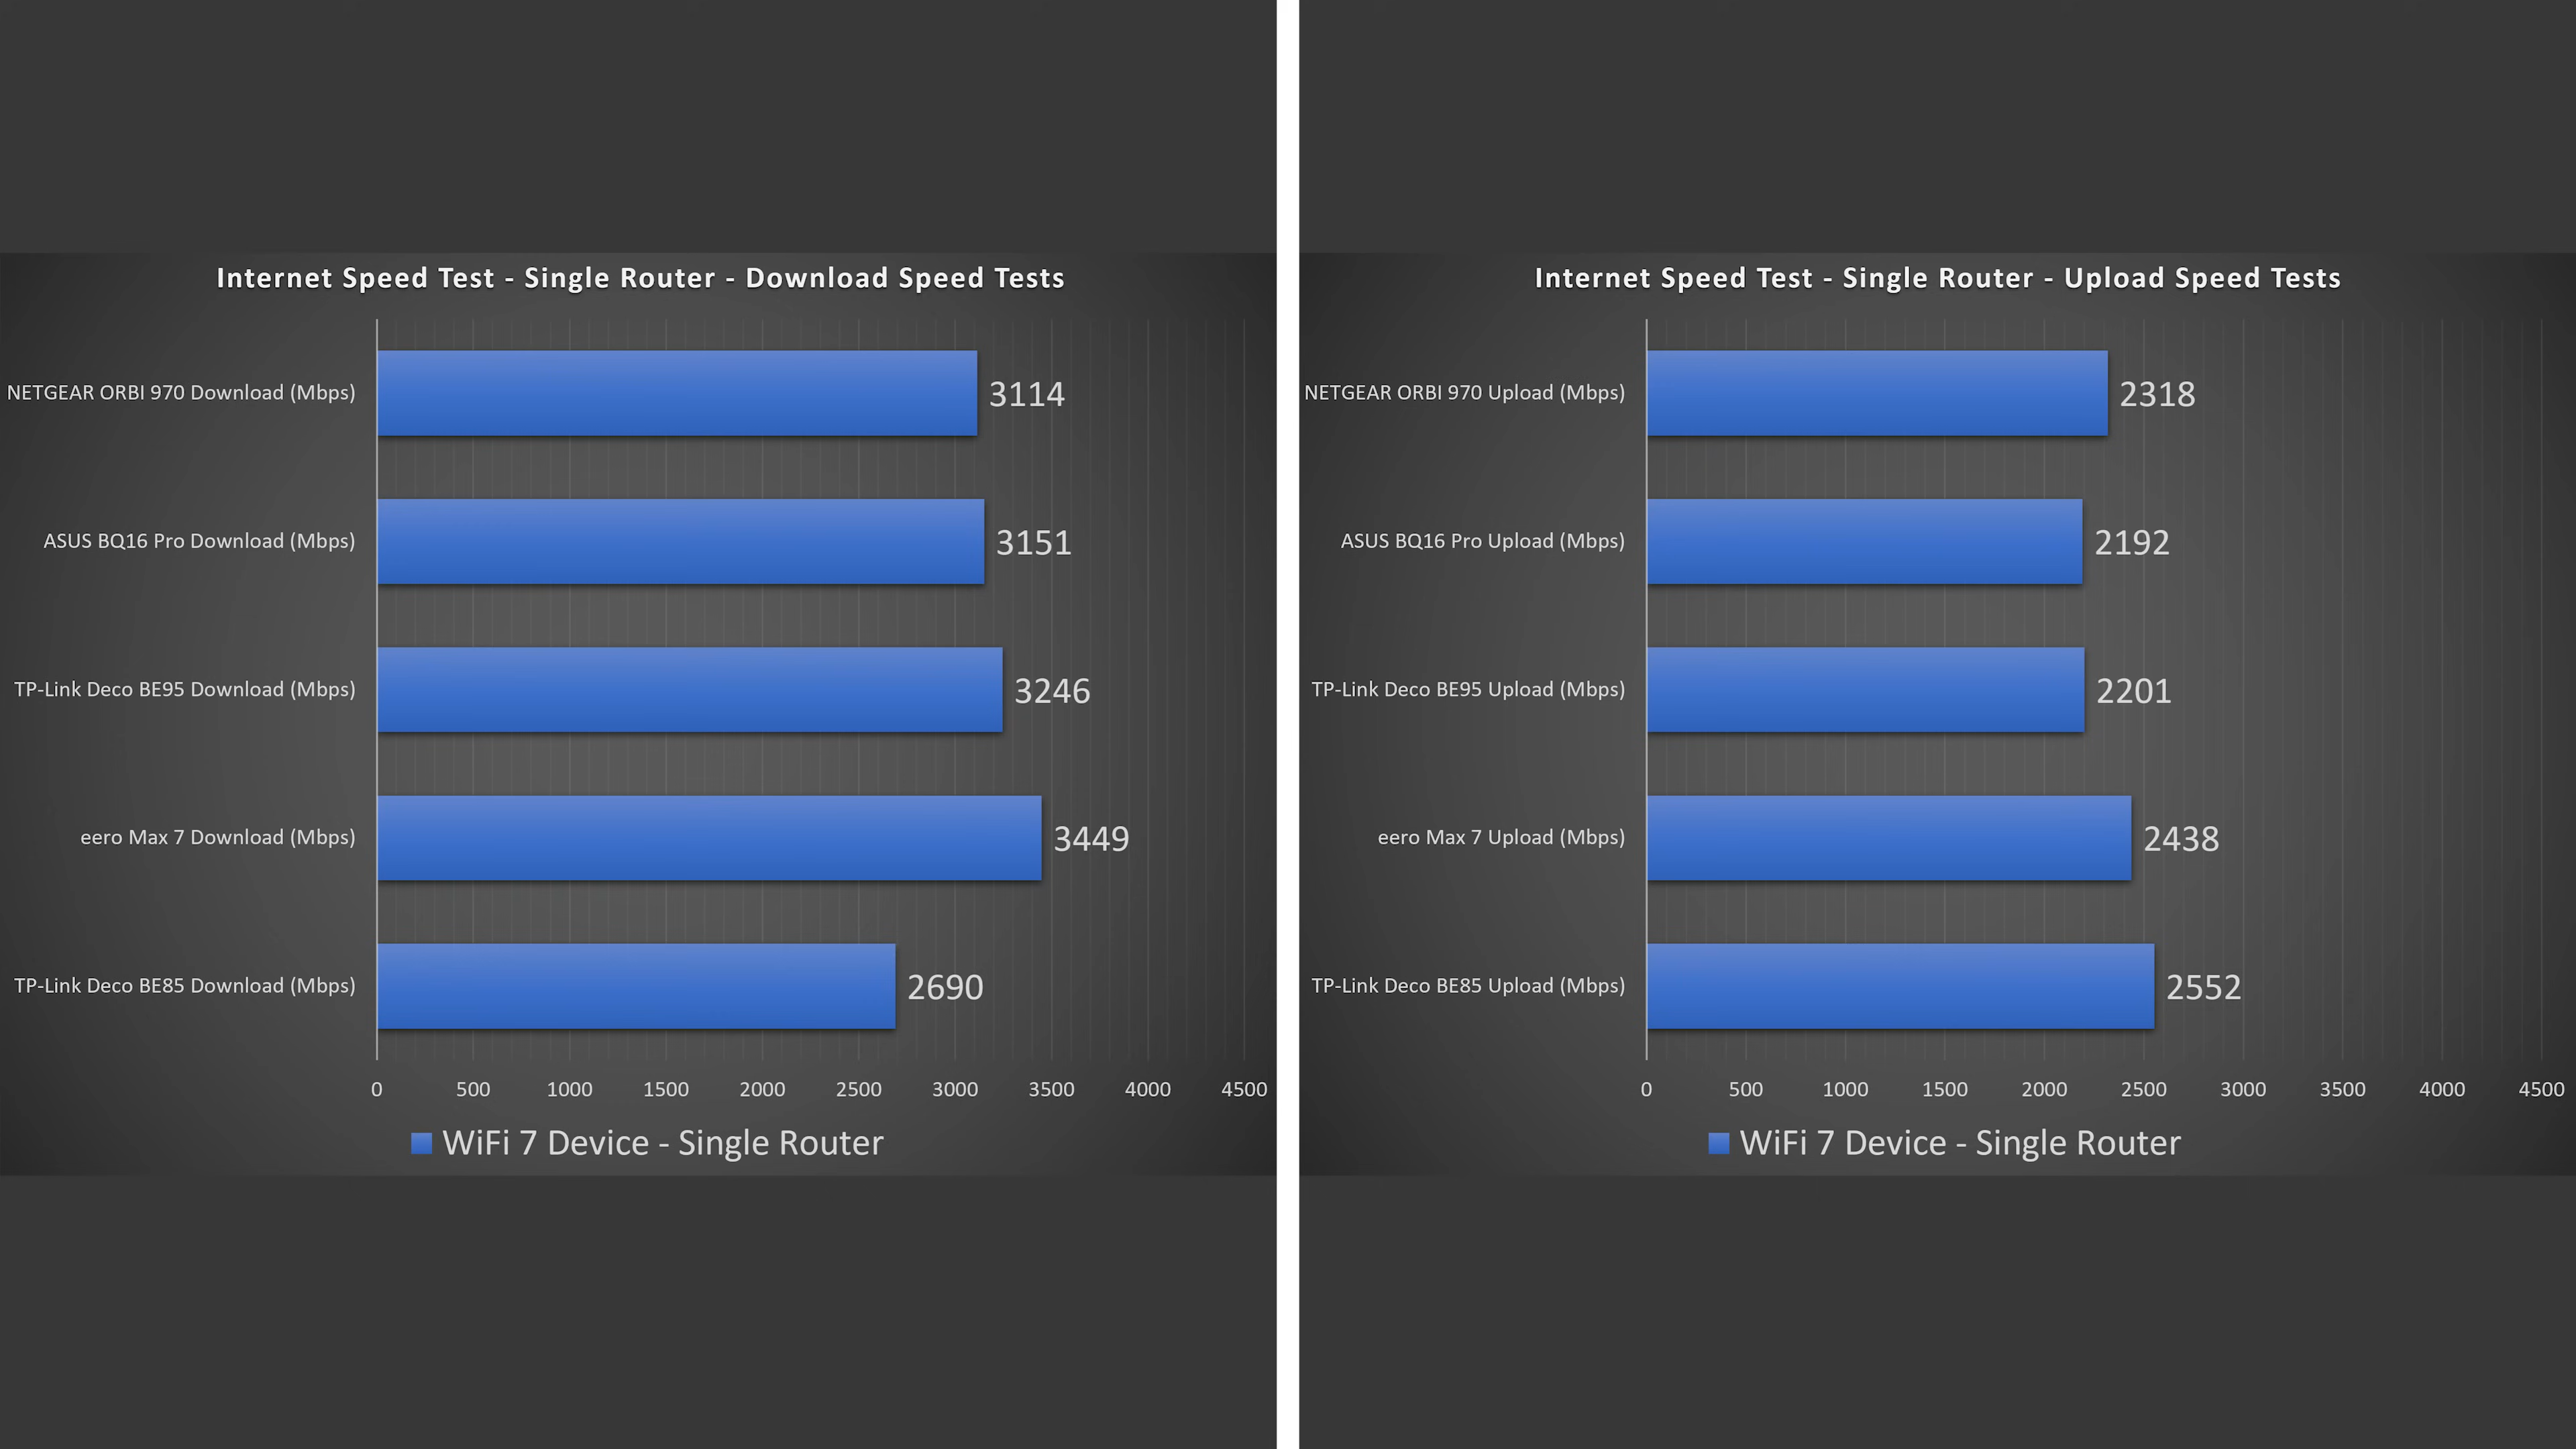 Internet Speed Test - Single Router - Download Speed Tests
NETGEAR ORBI 970 Download (Mbps)
3114
ASUS BQ16 Pro Download (Mbps)
3151
TP-Link Deco BE95 Download (Mbps)
3246
eero Max 7 Download (Mbps)
3449
TP-Link Deco BE85 Download (Mbps)
2690
0 500 1000 1500 2000 2500 3000 3500 4000 4500
WiFi 7 Device - Single Router
Internet Speed Test - Single Router - Upload Speed Tests
NETGEAR ORBI 970 Upload (Mbps)
2318
ASUS BQ16 Pro Upload (Mbps)
2192
TP-Link Deco BE95 Upload (Mbps)
2201
eero Max 7 Upload (Mbps)
2438
TP-Link Deco BE85 Upload (Mbps)
2552
0 500 1000 1500 2000 2500 3000 3500 4000 4500
WiFi 7 Device - Single Router